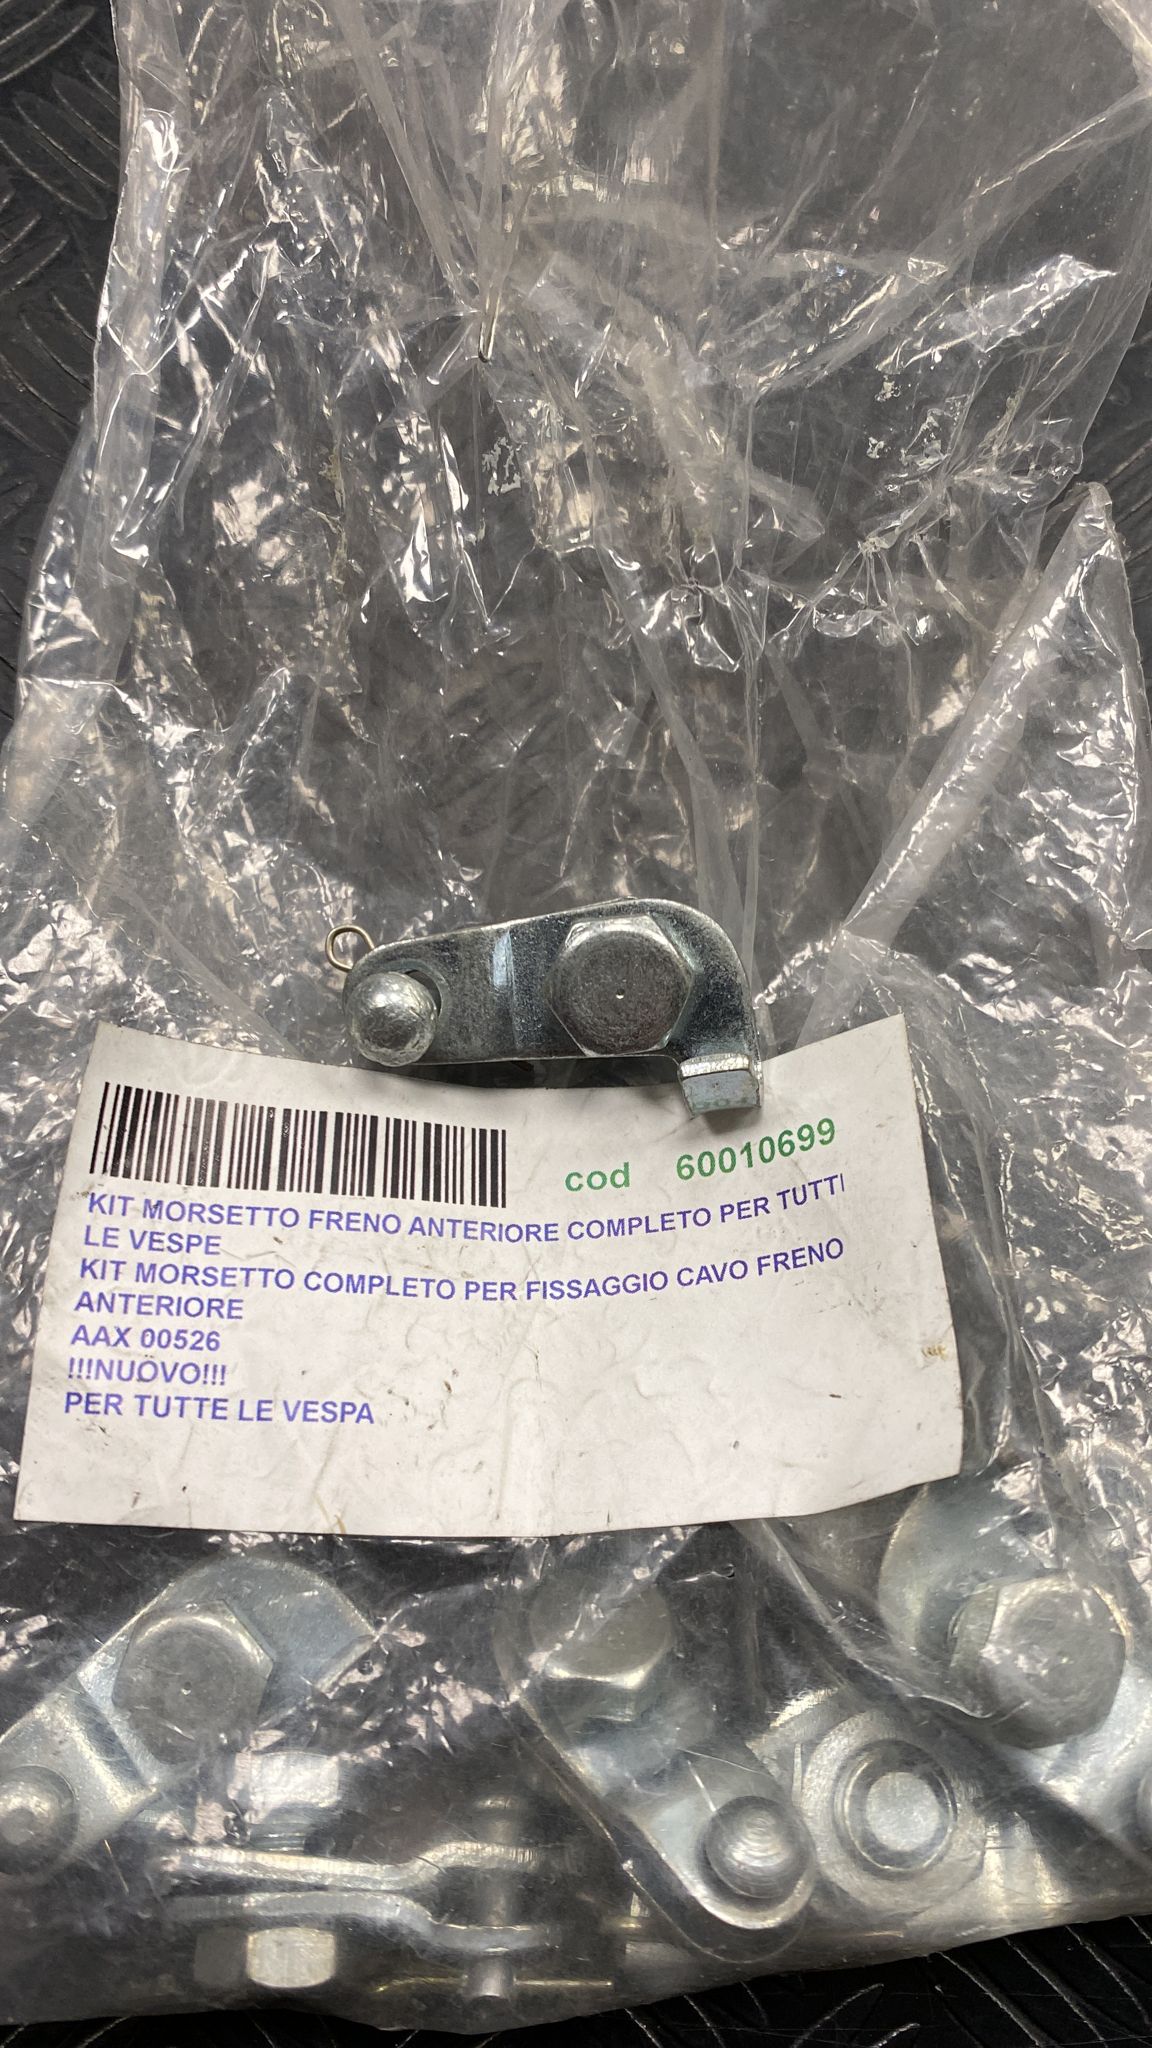 cod 60010699
KIT MORSETTO FRENO ANTERIORE COMPLETO PER TUTTI
LE VESPE
KIT MORSETTO COMPLETO PER FISSAGGIO CAVO FRENO
ANTERIORE
AAX 00526
!!!NUOVO!!!
PER TUTTE LE VESPA